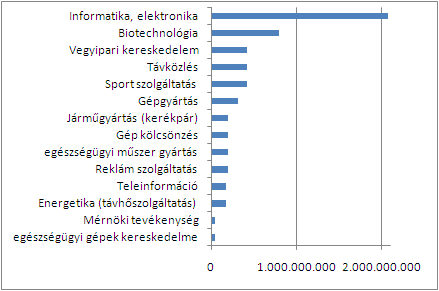 Informatika, elektronika
Biotechnológia
Vegyipari kereskedelem
Távközlés
Sport szolgáltatás
Gépgyártás
Járműgyártás (kerékpár)
Gép kölcsönzés
egészségügyi műszer gyártás
Reklám szolgáltatás
Teleinformáció
Energetika (távhőszolgáltatás)
Mérnöki tevékenység
egészségügyi gépek kereskedelme
0 1.000.000.000 2.000.000.000